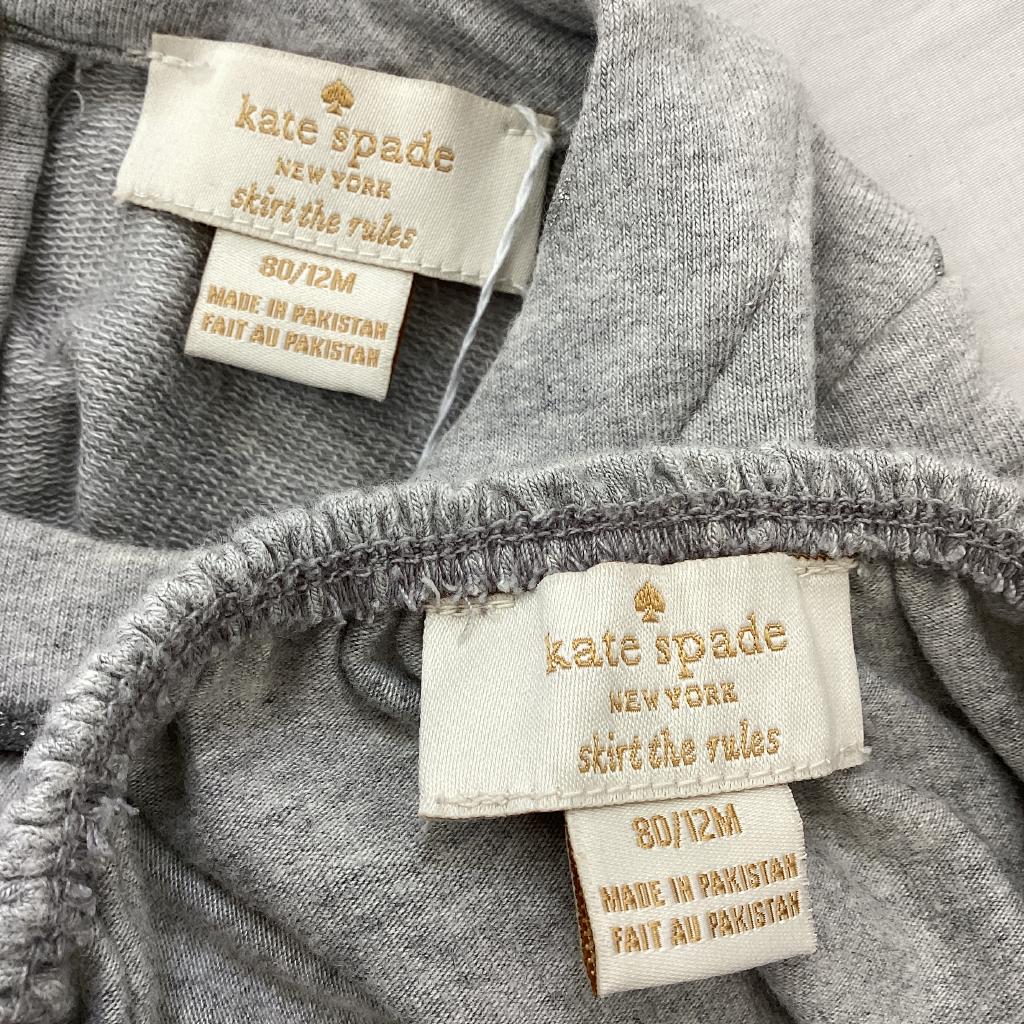 kate spade
NEW YORK
skirt the rules
80/12M
MADE IN PAKISTAN
FAIT AU PAKISTAN
kate spade
NEW YORK
skirt the rules
80/12M
MADE IN PAKISTAN
FAIT AU PAKISTAN